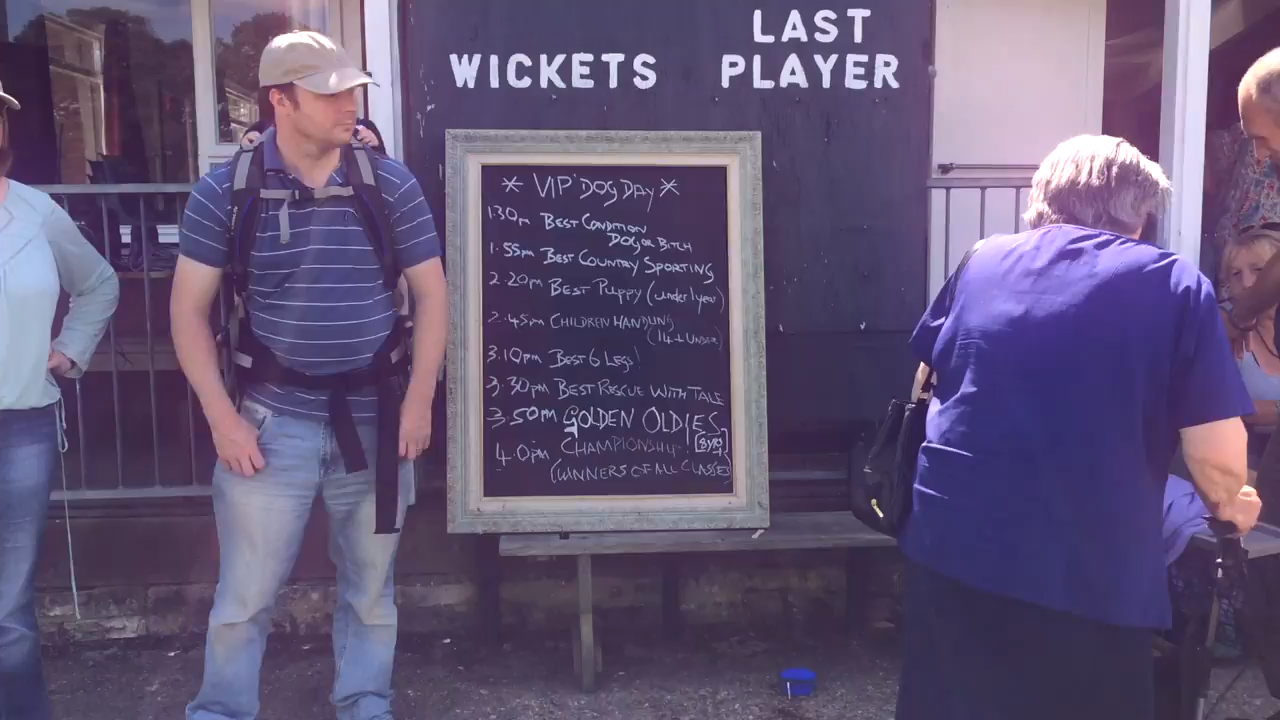 LAST
WICKETS PLAYER
* VIP DOG DAY *
1.30pm BEST CONDITION
DOG OR BITCH
1.55pm BEST COUNTRY SPORTING
2.20pm BEST PUPPY (under 1 year)
2.45pm CHILDREN HANDLING
(14 & UNDER)
3.10pm BEST 6 LEGS!
3.30pm BEST RESCUE WITH TALE
3.50pm GOLDEN OLDIES
4.0pm CHAMPIONSHIP
(WINNERS OF ALL CLASSES)